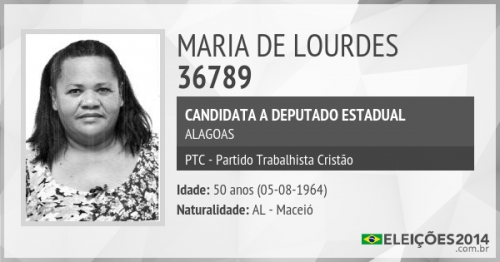 MARIA DE LOURDES
36789
CANDIDATA A DEPUTADO ESTADUAL
ALAGOAS
PTC - Partido Trabalhista Cristão
Idade: 50 anos (05-08-1964)
Naturalidade: AL - Maceió
ELEIÇÕES2014
.com.br